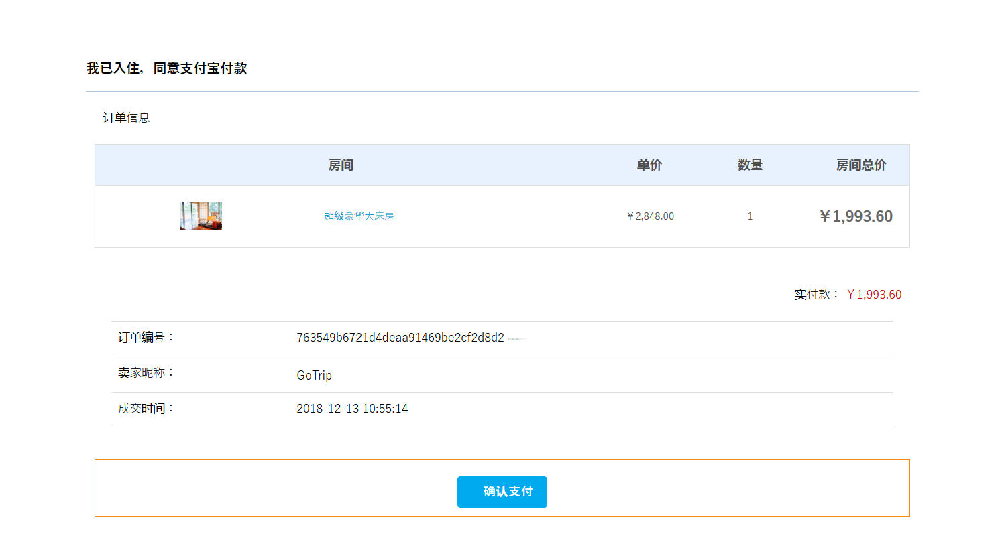 我已入住，同意支付宝付款
订单信息
房间 单价 数量 房间总价
超级豪华大床房 ￥2,848.00 1 ￥1,993.60
实付款： ￥1,993.60
订单编号： 763549b6721d4deaa91469be2cf2d8d2
卖家昵称： GoTrip
成交时间： 2018-12-13 10:55:14
确认支付